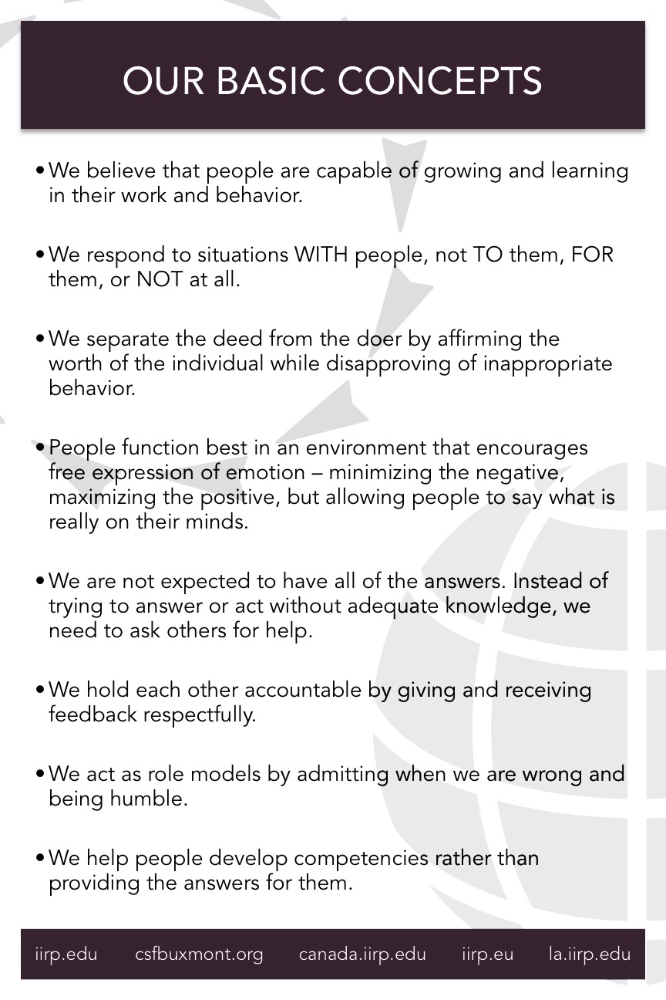 OUR BASIC CONCEPTS
•We believe that people are capable of growing and learning
in their work and behavior.
•We respond to situations WITH people, not TO them, FOR
them, or NOT at all.
•We separate the deed from the doer by affirming the
worth of the individual while disapproving of inappropriate
behavior.
•People function best in an environment that encourages
free expression of emotion – minimizing the negative,
maximizing the positive, but allowing people to say what is
really on their minds.
•We are not expected to have all of the answers. Instead of
trying to answer or act without adequate knowledge, we
need to ask others for help.
•We hold each other accountable by giving and receiving
feedback respectfully.
•We act as role models by admitting when we are wrong and
being humble.
•We help people develop competencies rather than
providing the answers for them.
iirp.edu csfbuxmont.org canada.iirp.edu iirp.eu la.iirp.edu